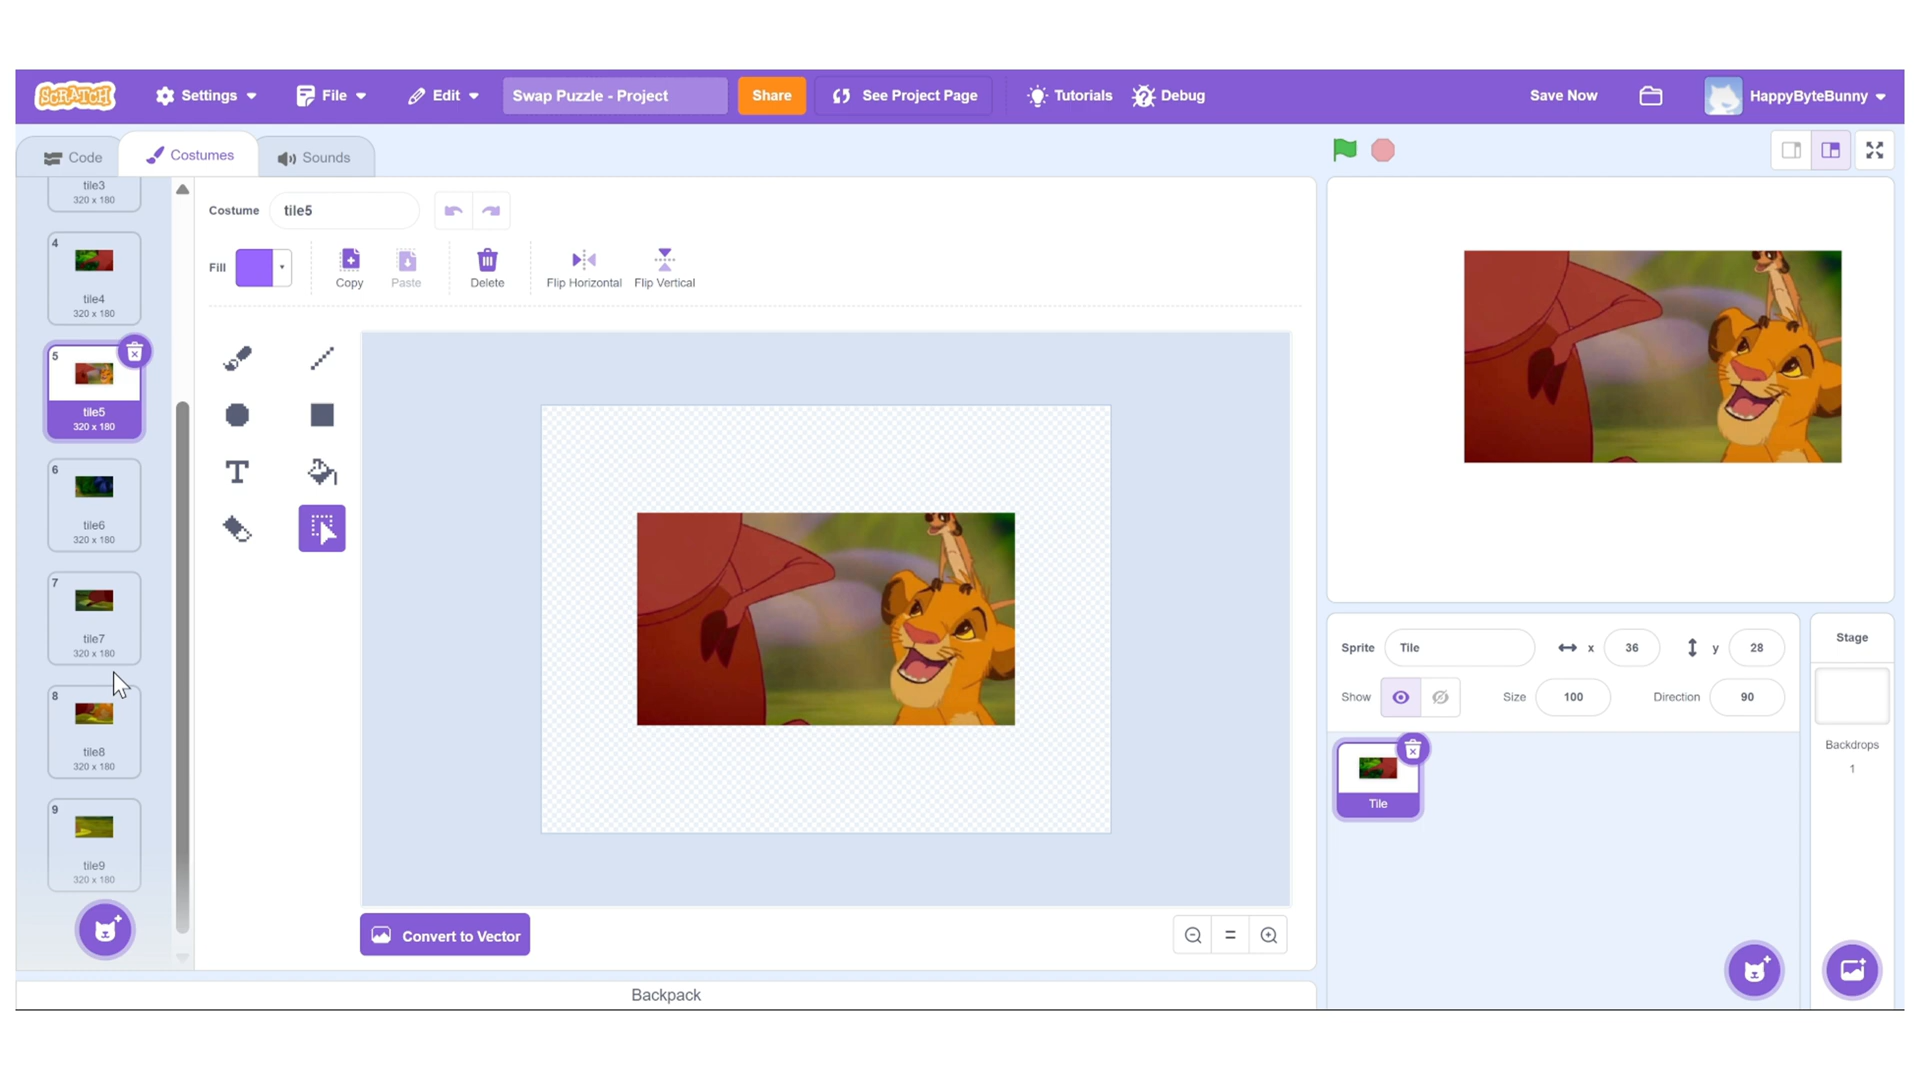 SCRATCH Settings File Edit Swap Puzzle - Project Share See Project Page Tutorials Debug Save Now HappyByteBunny
Code Costumes Sounds
tile3
320 x 180
4
tile4
320 x 180
5
tile5
320 x 180
6
tile6
320 x 180
7
tile7
320 x 180
8
tile8
320 x 180
9
tile9
320 x 180
Costume tile5
Fill Copy Paste Delete Flip Horizontal Flip Vertical
T
Convert to Vector
Backpack
Sprite Tile x 36 y 28
Show Size 100 Direction 90
Tile
Stage
Backdrops
1